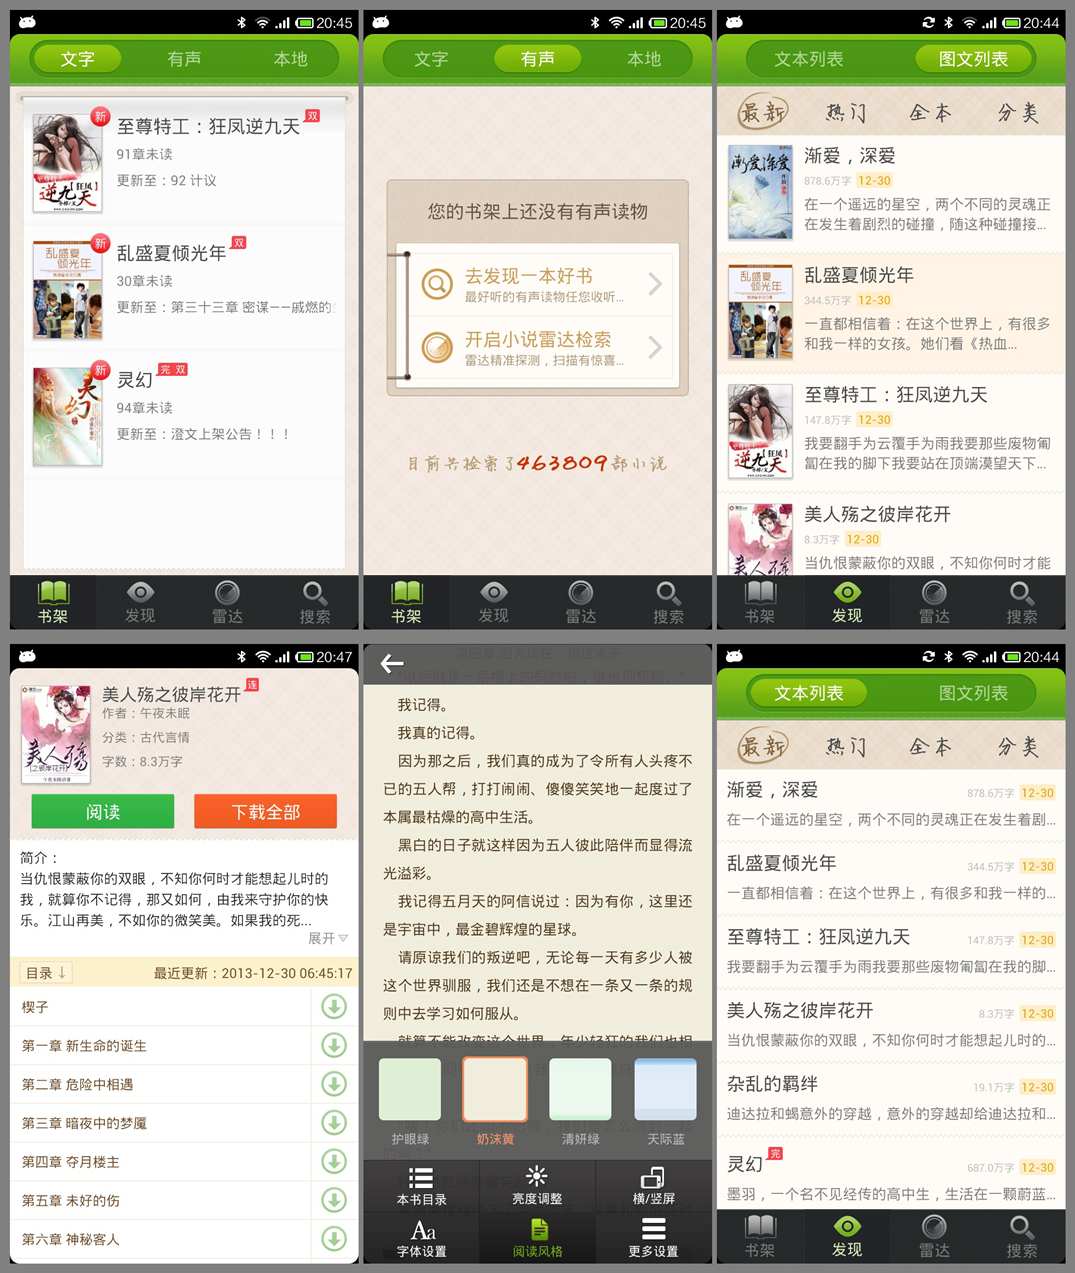 20:45
文字
有声
本地
新
至尊特工：狂凤逆九天
双
91章未读
更新至：92 计议
新
乱盛夏倾光年
双
30章未读
更新至：第三十三章 密谋——戚燃的
新
灵幻
完 双
94章未读
更新至：澄文上架公告！！！
书架
发现
雷达
搜索
20:45
文字
有声
本地
您的书架上还没有有声读物
去发现一本好书
最好听的有声读物任您收听...
开启小说雷达检索
雷达精准探测，扫描有惊喜...
目前共检索了463809部小说
书架
发现
雷达
搜索
20:44
文本列表
图文列表
最新
热门
全本
分类
渐爱，深爱
878.6万字 12-30
在一个遥远的星空，两个不同的灵魂正
在发生着剧烈的碰撞，随这种碰撞接...
乱盛夏倾光年
344.5万字 12-30
一直都相信着：在这个世界上，有很多
和我一样的女孩。她们看《热血...
至尊特工：狂凤逆九天
147.8万字 12-30
我要翻手为云覆手为雨我要那些废物匍
匐在我的脚下我要站在顶端漠望天下...
美人殇之彼岸花开
8.3万字 12-30
当仇恨蒙蔽你的双眼，不知你何时才能
书架
发现
雷达
搜索
20:47
美人殇之彼岸花开
连
作者：午夜未眠
分类：古代言情
字数：8.3万字
阅读
下载全部
简介：
当仇恨蒙蔽你的双眼，不知你何时才能想起儿时的
我，就算你不记得，那又如何，由我来守护你的快
乐。江山再美，不如你的微笑美。如果我的死...
展开
目录↓
最近更新：2013-12-30 06:45:17
楔子
第一章 新生命的诞生
第二章 危险中相遇
第三章 暗夜中的梦魇
第四章 夺月楼主
第五章 未好的伤
第六章 神秘客人
我记得。
我真的记得。
因为那之后，我们真的成为了令所有人头疼不
已的五人帮，打打闹闹、傻傻笑笑地一起度过了
本属最枯燥的高中生活。
黑白的日子就这样因为五人彼此陪伴而显得流
光溢彩。
我记得五月天的阿信说过：因为有你，这里还
是宇宙中，最金碧辉煌的星球。
请原谅我们的叛逆吧，无论每一天有多少人被
这个世界驯服，我们还是不想在一条又一条的规
则中去学习如何服从。
就算不能改变这个世界，年少轻狂的我们也相
护眼绿
奶沫黄
清妍绿
天际蓝
本书目录
亮度调整
横/竖屏
Aa
字体设置
阅读风格
更多设置
20:44
文本列表
图文列表
最新
热门
全本
分类
渐爱，深爱
878.6万字 12-30
在一个遥远的星空，两个不同的灵魂正在发生着剧...
乱盛夏倾光年
344.5万字 12-30
一直都相信着：在这个世界上，有很多和我一样的...
至尊特工：狂凤逆九天
147.8万字 12-30
我要翻手为云覆手为雨我要那些废物匍匐在我的脚...
美人殇之彼岸花开
8.3万字 12-30
当仇恨蒙蔽你的双眼，不知你何时才能想起儿时的...
杂乱的羁绊
19.1万字 12-30
迪达拉和蝎意外的穿越，意外的穿越却给迪达拉和...
灵幻
完
687.0万字 12-30
墨羽，一个名不见经传的高中生，生活在一颗蔚蓝...
书架
发现
雷达
搜索